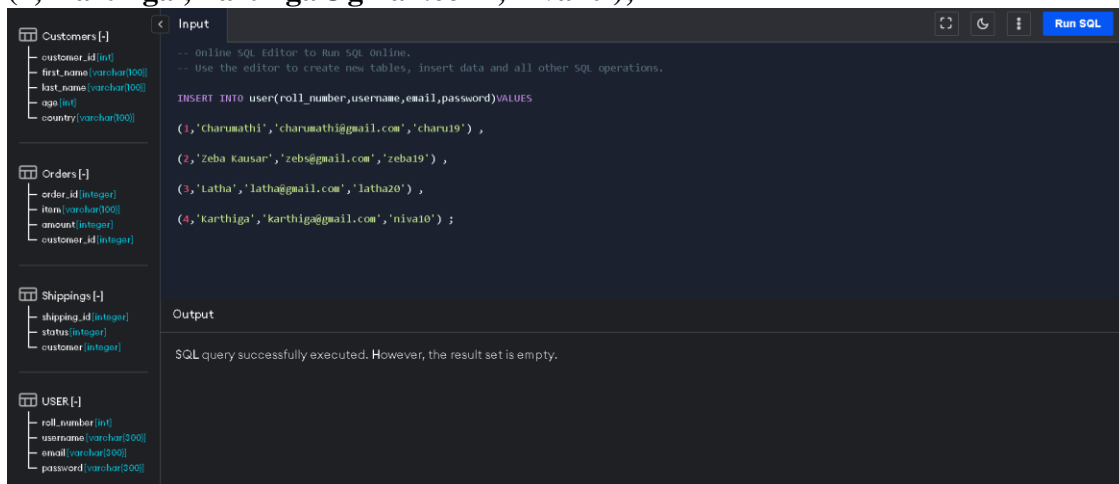 Customers [-]
customer_id [int]
first_name [varchar(100)]
last_name [varchar(100)]
age [int]
country [varchar(100)]
Orders [-]
order_id [integer]
item [varchar(100)]
amount [integer]
customer_id [integer]
Shippings [-]
shipping_id [integer]
status [integer]
customer [integer]
USER [-]
roll_number [int]
username [varchar(300)]
email [varchar(300)]
password [varchar(300)]
Input
Run SQL
-- Online SQL Editor to Run SQL Online.
-- Use the editor to create new tables, insert data and all other SQL operations.
INSERT INTO user(roll_number,username,email,password)VALUES
(1,'Charumathi','charumathi@gmail.com','charu19') ,
(2,'Zeba Kausar','zebs@gmail.com','zeba19') ,
(3,'Latha','latha@gmail.com','latha20') ,
(4,'Karthiga','karthiga@gmail.com','niva10') ;
Output
SQL query successfully executed. However, the result set is empty.